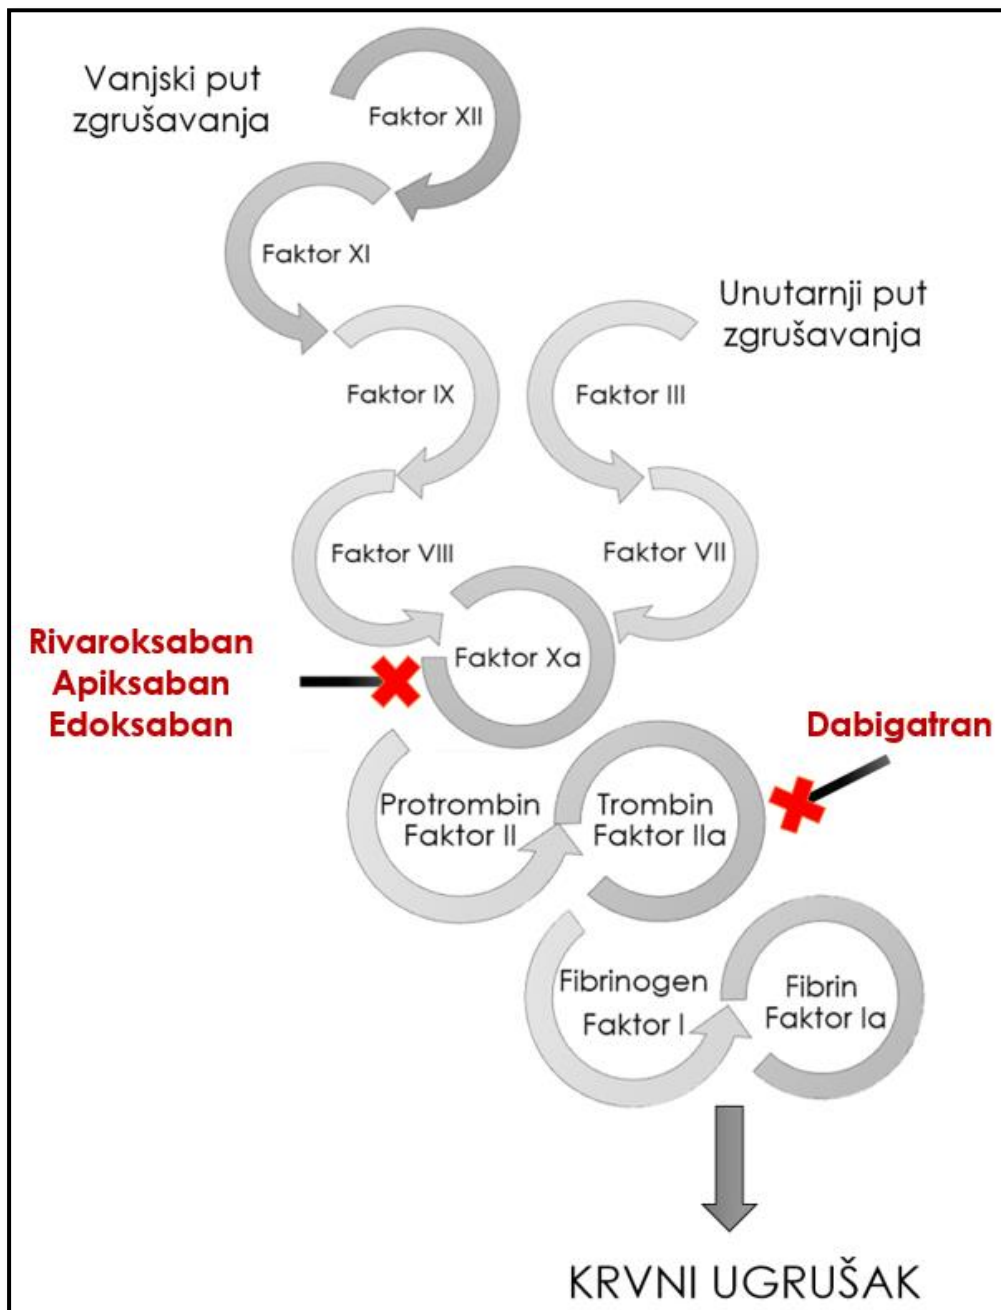 Vanjski put
zgrušavanja
Faktor XII
Faktor XI
Unutarnji put
zgrušavanja
Faktor IX
Faktor III
Faktor VIII
Faktor VII
Rivaroksaban
Apiksaban
Edoksaban
Faktor Xa
Dabigatran
Protrombin
Faktor II
Trombin
Faktor IIa
Fibrinogen
Faktor I
Fibrin
Faktor Ia
KRVNI UGRUŠAK